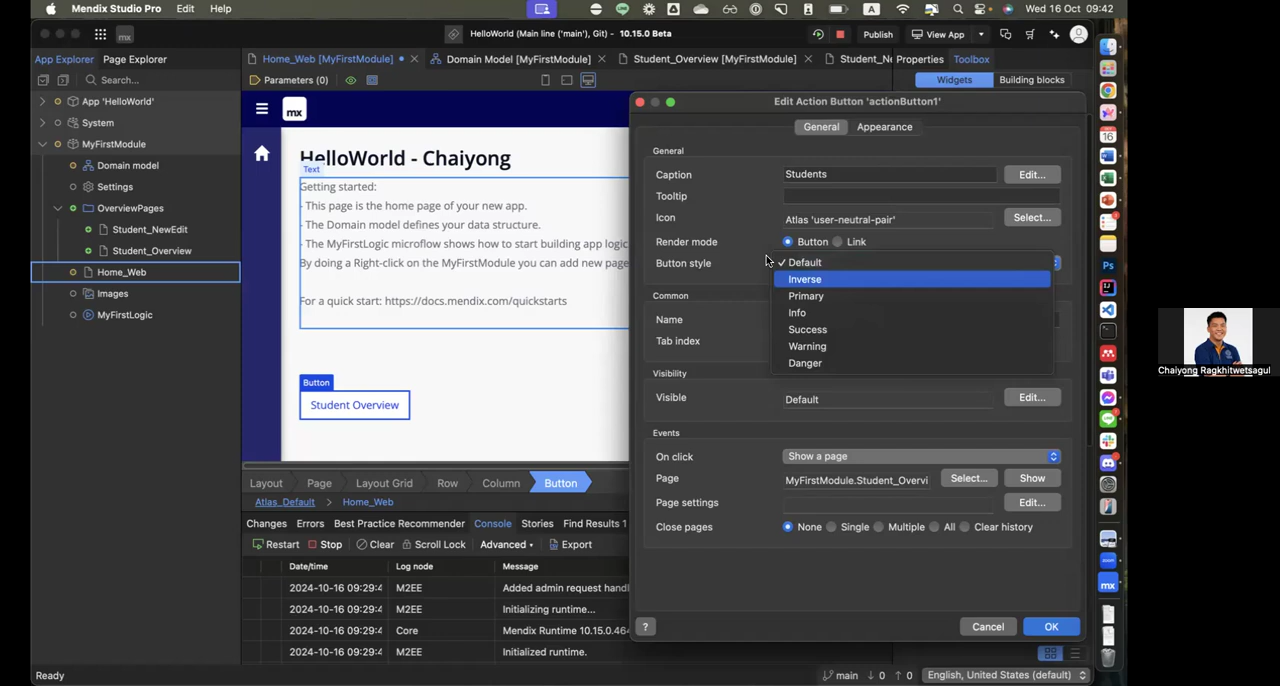 Mendix Studio Pro Edit Help
A
Wed 16 Oct 09:42
mx
HelloWorld (Main line ('main'), Git) - 10.15.0 Beta
Publish
View App
App Explorer Page Explorer
Home_Web [MyFirstModule]
Domain Model [MyFirstModule]
Student_Overview [MyFirstModule]
Student_Ne
Properties Toolbox
Search...
Parameters (0)
Widgets Building blocks
App 'HelloWorld'
System
MyFirstModule
Domain model
Settings
OverviewPages
Student_NewEdit
Student_Overview
Home_Web
Images
MyFirstLogic
mx
HelloWorld - Chaiyong
Text
Getting started:
- This page is the home page of your new app.
- The Domain model defines your data structure.
- The MyFirstLogic microflow shows how to start building app logic
By doing a Right-click on the MyFirstModule you can add new page
For a quick start: https://docs.mendix.com/quickstarts
Button
Student Overview
Layout Page Layout Grid Row Column Button
Atlas_Default Home_Web
Changes Errors Best Practice Recommender Console Stories Find Results 1
Restart Stop Clear Scroll Lock Advanced Export
Date/time Log node Message
2024-10-16 09:29:4 M2EE Added admin request handl
2024-10-16 09:29:4 M2EE Initializing runtime...
2024-10-16 09:29:4 Core Mendix Runtime 10.15.0.464
2024-10-16 09:29:4 M2EE Initialized runtime.
Edit Action Button 'actionButton1'
General Appearance
General
Caption Students Edit...
Tooltip
Icon Atlas 'user-neutral-pair' Select...
Render mode Button Link
Button style
✓ Default
Inverse
Primary
Info
Success
Warning
Danger
Common
Name
Tab index
Visibility
Visible Default Edit...
Events
On click Show a page
Page MyFirstModule.Student_Overvi Select... Show
Page settings Edit...
Close pages None Single Multiple All Clear history
? Cancel OK
Ready
main 0 0 English, United States (default)
16
mx
Chaiyong Ragkhitwetsagul